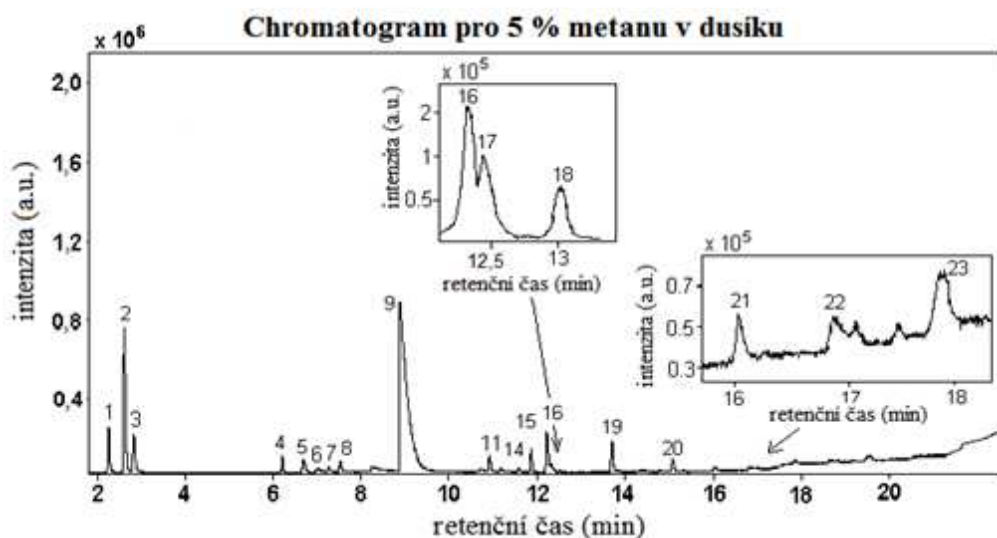 Chromatogram pro 5 % metanu v dusíku
x 10⁶
2,0
1,6
1,2
0,8
0,4
intenzita (a.u.)
1
2
3
4
5
6
7
8
9
11
14
15
16
19
20
2 4 6 8 10 12 14 16 18 20
retenční čas (min)
x 10⁵
2
1
0.5
intenzita (a.u.)
16
17
18
12,5 13
retenční čas (min)
x 10⁵
0.7
0.5
0.3
intenzita (a.u.)
21
22
23
16 17 18
retenční čas (min)